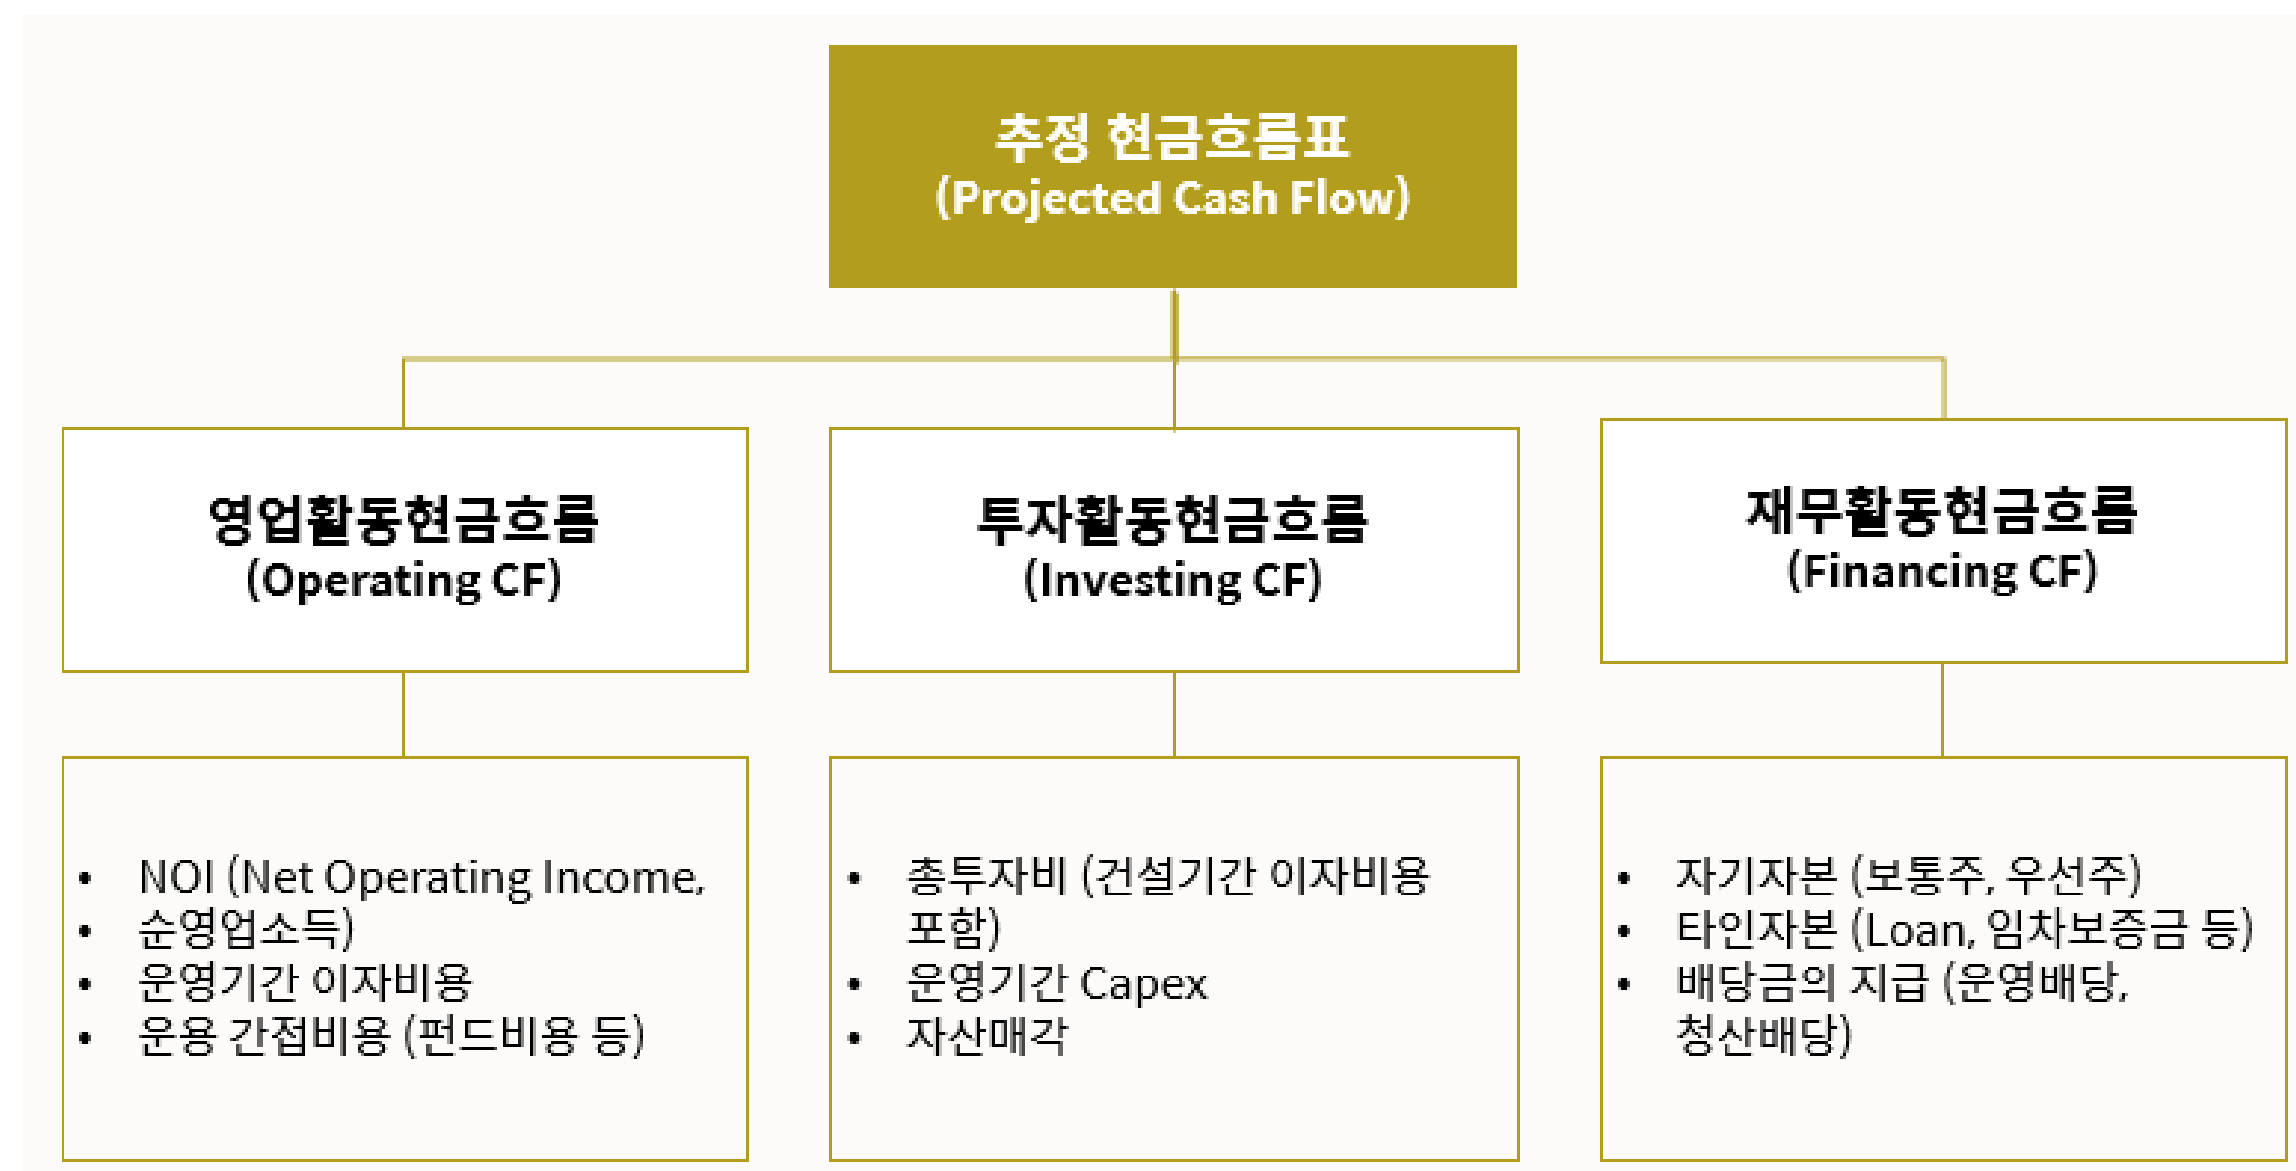 추정 현금흐름표
(Projected Cash Flow)
영업활동현금흐름
(Operating CF)
투자활동현금흐름
(Investing CF)
재무활동현금흐름
(Financing CF)
• NOI (Net Operating Income,
• 순영업소득)
• 운영기간 이자비용
• 운용 간접비용 (펀드비용 등)
• 총투자비 (건설기간 이자비용
포함)
• 운영기간 Capex
• 자산매각
• 자기자본 (보통주, 우선주)
• 타인자본 (Loan, 임차보증금 등)
• 배당금의 지급 (운영배당,
청산배당)